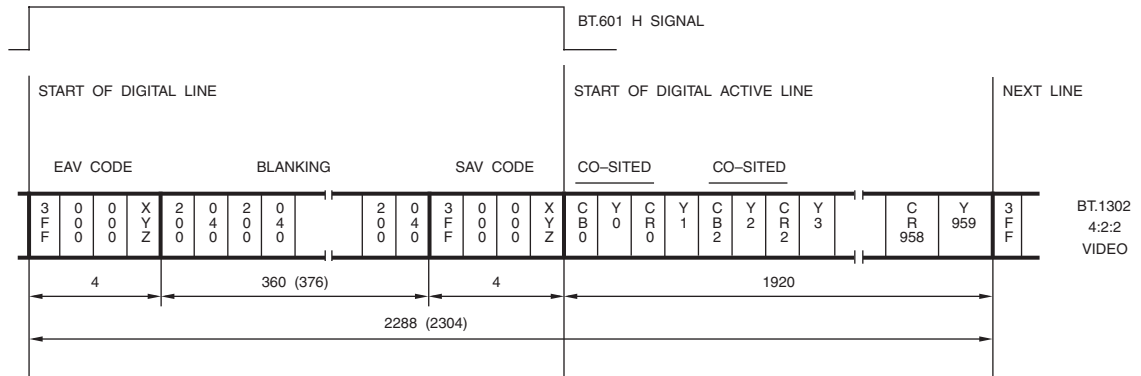 BT.601 H SIGNAL
START OF DIGITAL LINE
START OF DIGITAL ACTIVE LINE
NEXT LINE
EAV CODE
BLANKING
SAV CODE
CO–SITED
CO–SITED
3FF
000
000
XYZ
200
040
200
040
200
040
3FF
000
000
XYZ
CB0
Y0
CR0
Y1
CB2
Y2
CR2
Y3
CR958
Y959
3FF
BT.1302
4:2:2
VIDEO
4
360 (376)
4
1920
2288 (2304)